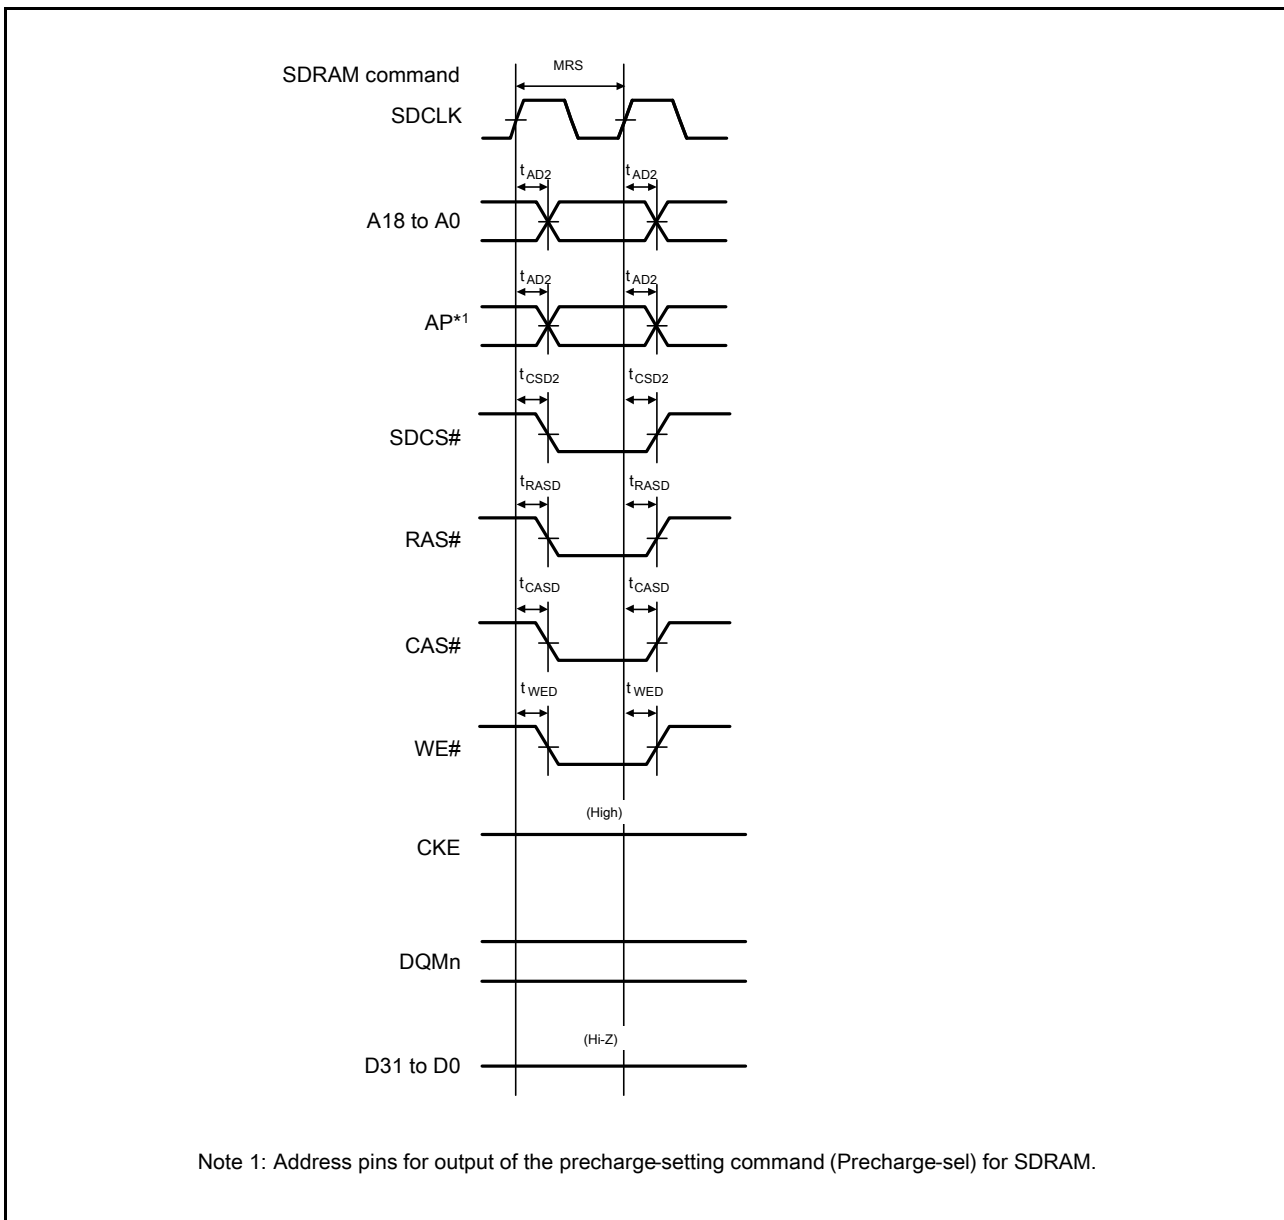 SDRAM command
MRS
SDCLK
tAD2 tAD2
A18 to A0
tAD2 tAD2
AP*1
tCSD2 tCSD2
SDCS#
tRASD tRASD
RAS#
tCASD tCASD
CAS#
tWED tWED
WE#
(High)
CKE
DQMn
(Hi-Z)
D31 to D0
Note 1: Address pins for output of the precharge-setting command (Precharge-sel) for SDRAM.